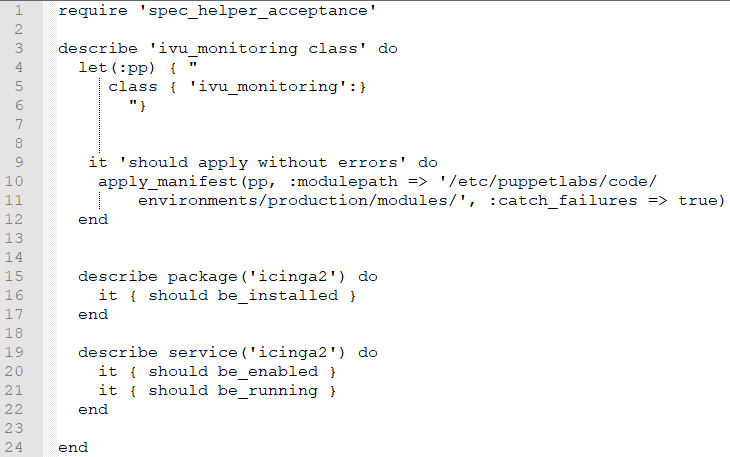 1 require 'spec_helper_acceptance'
2
3 describe 'ivu_monitoring class' do
4   let(:pp) { "
5      class { 'ivu_monitoring':}
6        "}
7
8
9    it 'should apply without errors' do
10     apply_manifest(pp, :modulepath => '/etc/puppetlabs/code/
11         environments/production/modules/', :catch_failures => true)
12   end
13
14
15   describe package('icinga2') do
16     it { should be_installed }
17   end
18
19   describe service('icinga2') do
20     it { should be_enabled }
21     it { should be_running }
22   end
23
24 end